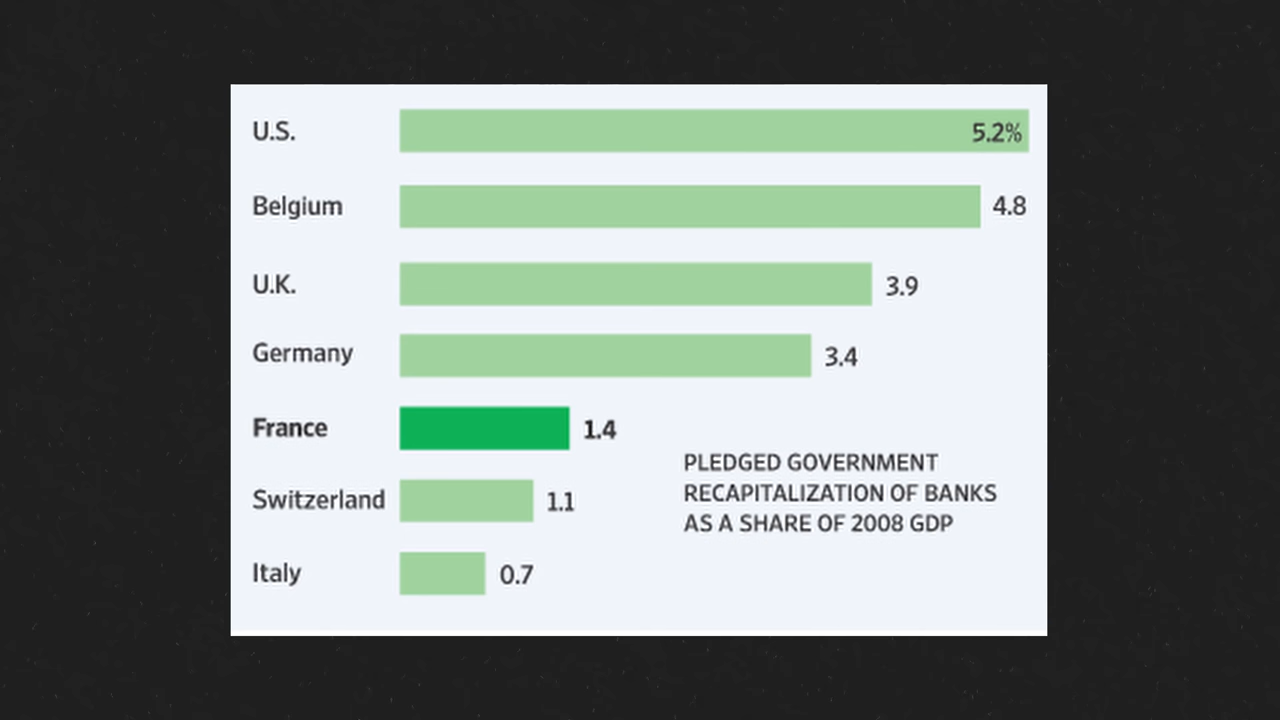 U.S. 5.2%
Belgium 4.8
U.K. 3.9
Germany 3.4
France 1.4
Switzerland 1.1
Italy 0.7
PLEDGED GOVERNMENT
RECAPITALIZATION OF BANKS
AS A SHARE OF 2008 GDP